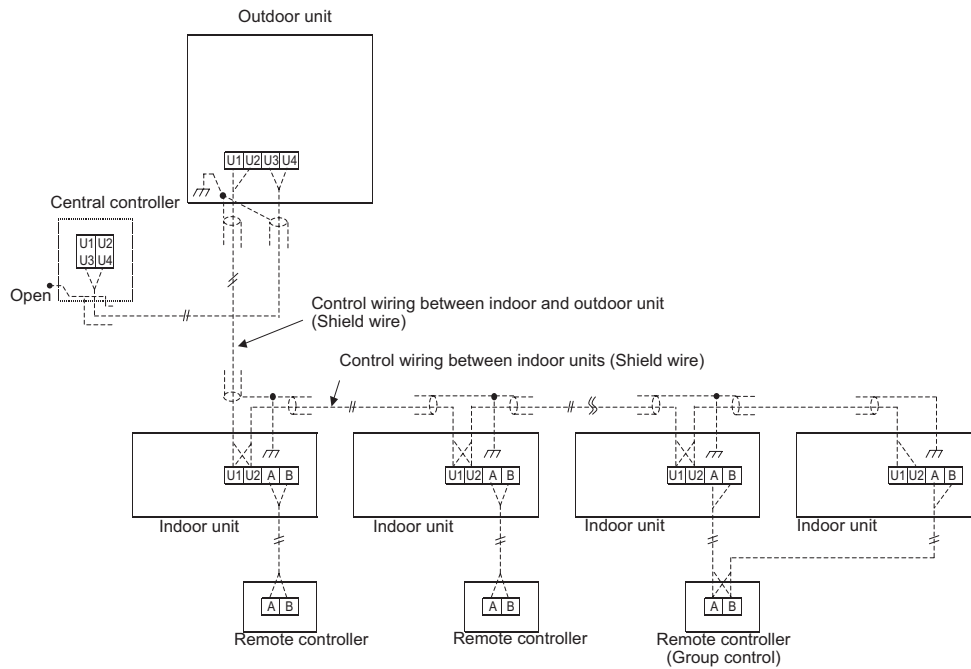 Outdoor unit
U1 U2 U3 U4
Central controller
U1 U2
U3 U4
Open
Control wiring between indoor and outdoor unit
(Shield wire)
Control wiring between indoor units (Shield wire)
U1 U2 A B
U1 U2 A B
U1 U2 A B
U1 U2 A B
Indoor unit
Indoor unit
Indoor unit
Indoor unit
A B
A B
A B
Remote controller
Remote controller
Remote controller
(Group control)